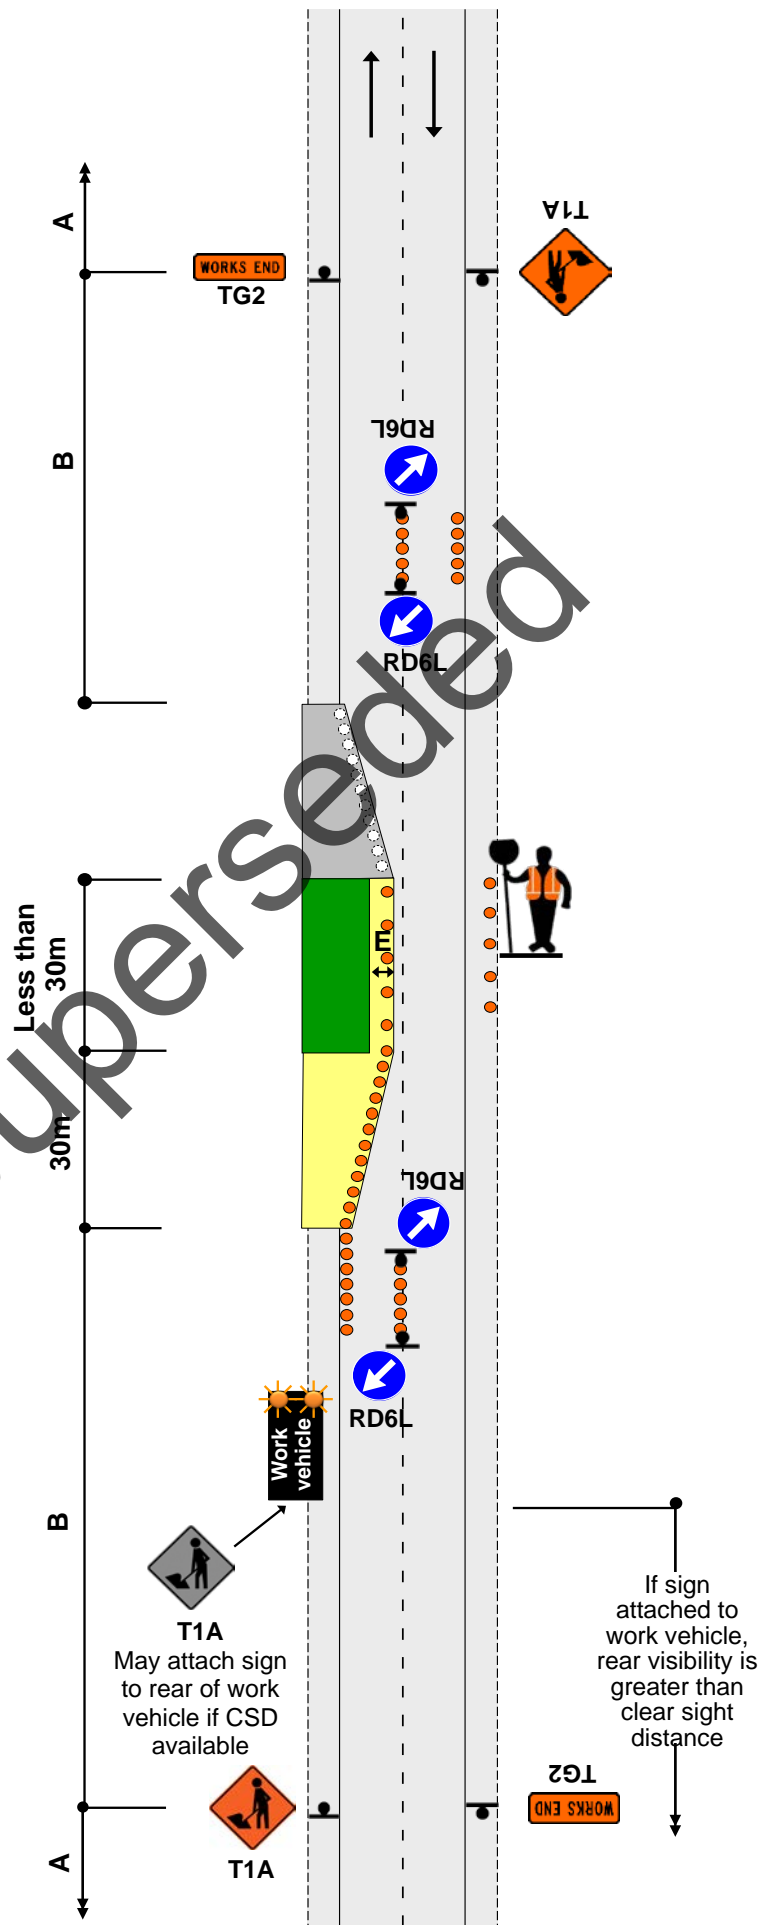 A
WORKS END
TG2
T1A
B
RD6L
RD6L
Superseded
Less than
30m
E
30m
RD6L
RD6L
Work
vehicle
B
T1A
May attach sign
to rear of work
vehicle if CSD
available
If sign
attached to
work vehicle,
rear visibility is
greater than
clear sight
distance
T1A
TG2
WORKS END
A